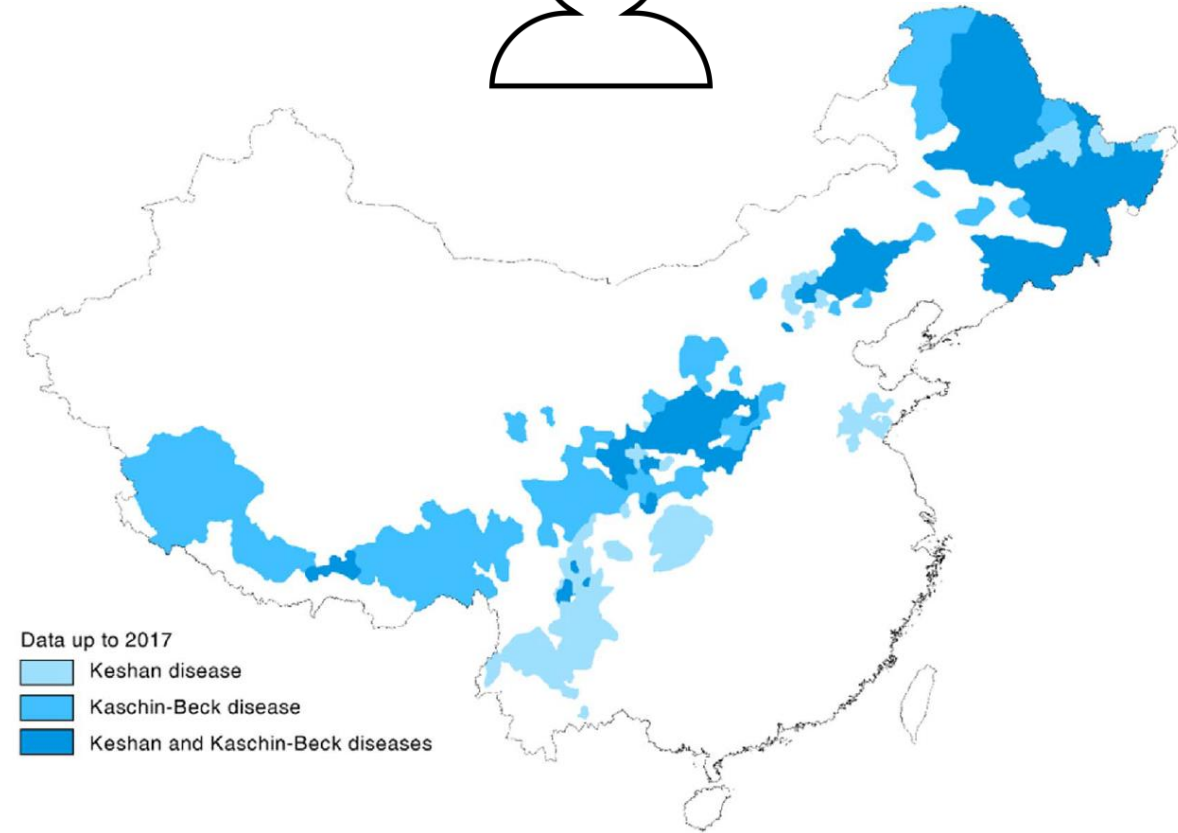 Data up to 2017
Keshan disease
Kaschin-Beck disease
Keshan and Kaschin-Beck diseases